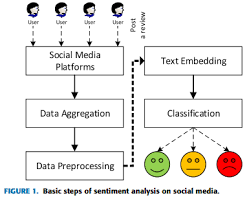 User User User User
Post
a review
Social Media
Platforms
Data Aggregation
Data Preprocessing
Text Embedding
Classification
FIGURE 1. Basic steps of sentiment analysis on social media.